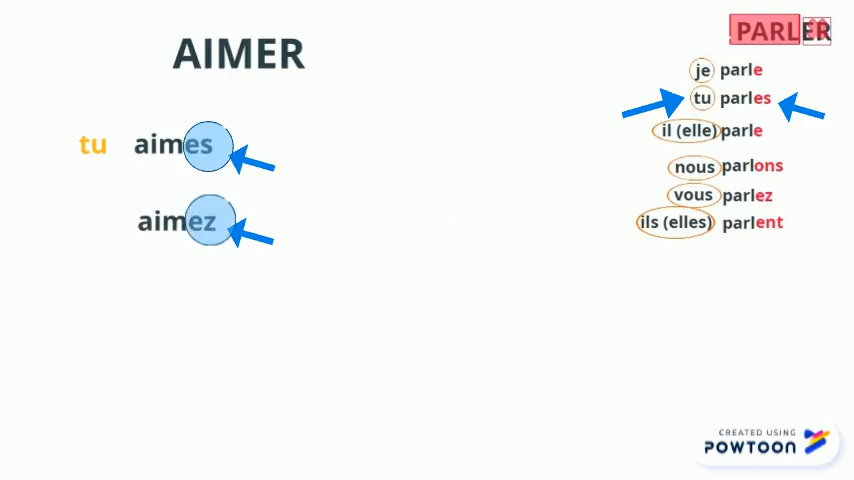 AIMER
tu aimes
aimez
PARLER
je parle
tu parles
il (elle) parle
nous parlons
vous parlez
ils (elles) parlent
CREATED USING
POWTOON